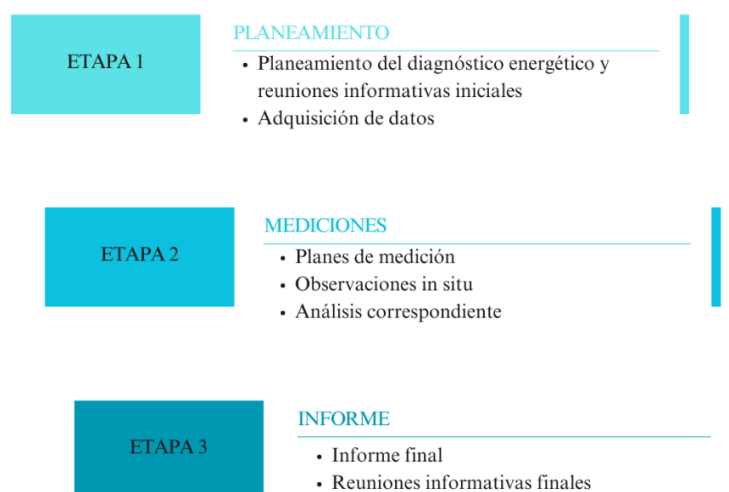 ETAPA 1
PLANEAMIENTO
• Planeamiento del diagnóstico energético y
reuniones informativas iniciales
• Adquisición de datos
ETAPA 2
MEDICIONES
• Planes de medición
• Observaciones in situ
• Análisis correspondiente
ETAPA 3
INFORME
• Informe final
• Reuniones informativas finales